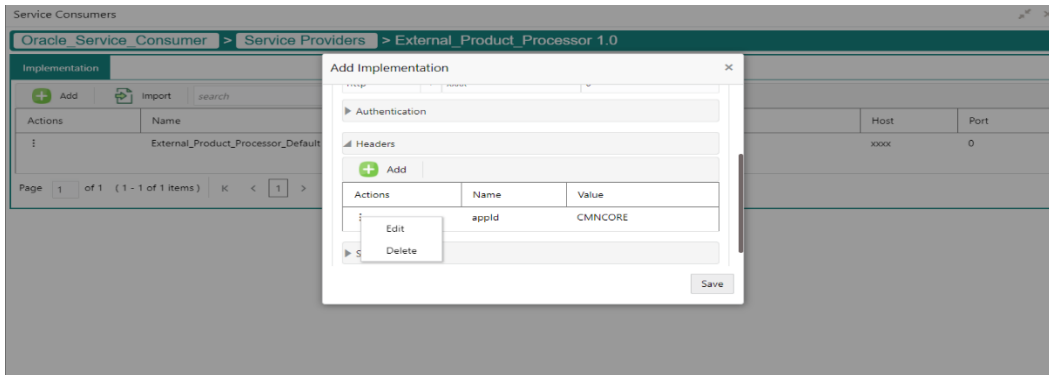 Service Consumers
Oracle_Service_Consumer > Service Providers > External_Product_Processor 1.0
Implementation
Add Import search
Actions Name Host Port
External_Product_Processor_Default xxxx 0
Page 1 of 1 (1 - 1 of 1 items) K < 1 >
Add Implementation ×
Authentication
Headers
Add
Actions Name Value
appId CMNCORE
Edit
Delete
S
Save